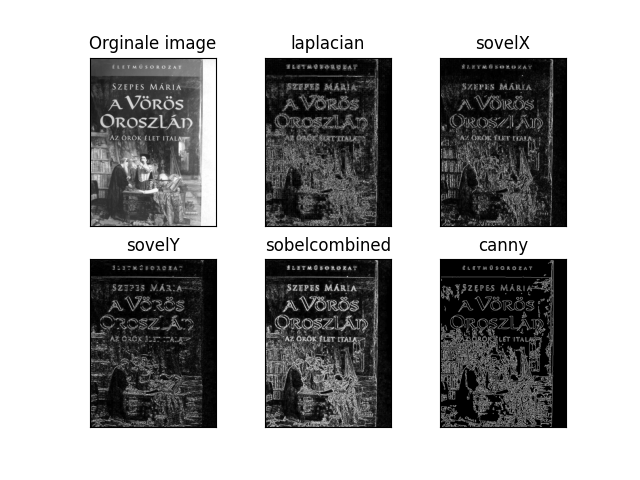 Orginale image
ÉLETMŰSOROZAT
SZEPES MÁRIA
A VÖRÖS
OROSZLÁN
AZ ÖRÖK ÉLET ITALA
laplacian
ÉLETMŰSOROZAT
SZEPES MÁRIA
A VÖRÖS
OROSZLÁN
AZ ÖRÖK ÉLET ITALA
sovelX
ÉLETMŰSOROZAT
SZEPES MÁRIA
A VÖRÖS
OROSZLÁN
AZ ÖRÖK ÉLET ITALA
sovelY
ÉLETMŰSOROZAT
SZEPES MÁRIA
A VÖRÖS
OROSZLÁN
AZ ÖRÖK ÉLET ITALA
sobelcombined
ÉLETMŰSOROZAT
SZEPES MÁRIA
A VÖRÖS
OROSZLÁN
AZ ÖRÖK ÉLET ITALA
canny
ÉLETMŰSOROZAT
SZEPES MÁRIA
A VÖRÖS
OROSZLÁN
ÖRÖK ÉLET ITALA